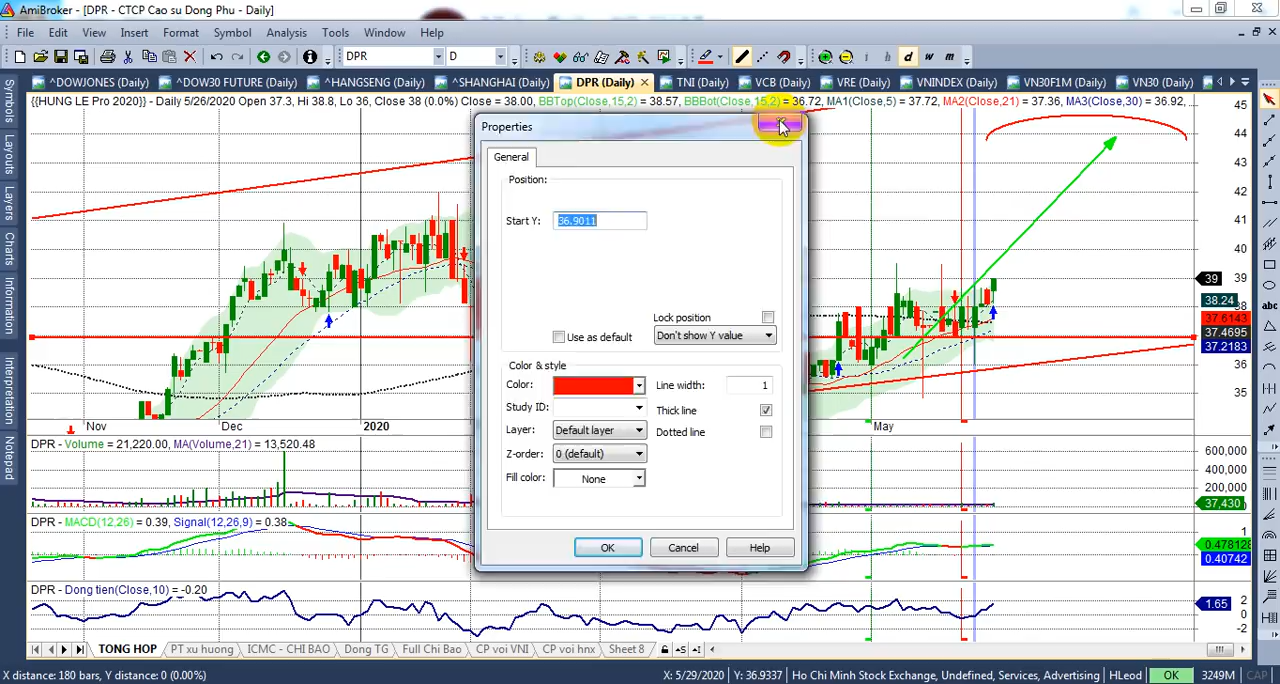 AmiBroker - [DPR - CTCP Cao su Dong Phu - Daily]
File Edit View Insert Format Symbol Analysis Tools Window Help
DPR D h d w m
^DOWJONES (Daily) ^DOW30 FUTURE (Daily) ^HANGSENG (Daily) ^SHANGHAI (Daily) DPR (Daily) TNI (Daily) VCB (Daily) VRE (Daily) VNINDEX (Daily) VN30F1M (Daily) VN30 (Daily)
{{HUNG LE Pro 2020}} - Daily 5/26/2020 Open 37.3, Hi 38.8, Lo 36, Close 38 (0.0%) Close = 38.00, BBTop(Close,15,2) = 38.57, BBBot(Close,15,2) = 36.72, MA1(Close,5) = 37.72, MA2(Close,21) = 37.36, MA3(Close,30) = 36.92,
Symbols
Layouts
Layers
Charts
Information
Interpretation
Notepad
Properties
General
Position:
Start Y: 36.9011
Lock position
Use as default
Don't show Y value
Color & style
Color:
Line width: 1
Study ID:
Thick line
Layer: Default layer
Dotted line
Z-order: 0 (default)
Fill color: None
OK Cancel Help
45
44
43
42
41
40
39
38.24
38
37.6143
37.4695
37.2183
36
35
abc
Nov Dec 2020 May
DPR - Volume = 21,220.00, MA(Volume,21) = 13,520.48
600,000
400,000
200,000
37,430
DPR - MACD(12,26) = 0.39, Signal(12,26,9) = 0.38
1
0.478128
0.40742
DPR - Dong tien(Close,10) = -0.20
2
1.65
0
-2
TONG HOP PT xu huong ICMC - CHI BAO Dong TG Full Chi Bao CP voi VNI CP voi hnx Sheet 8
X distance: 180 bars, Y distance: 0 (0.00%) X: 5/29/2020 Y: 36.9337 Ho Chi Minh Stock Exchange, Undefined, Services, Advertising HLeod OK 3249M CAP